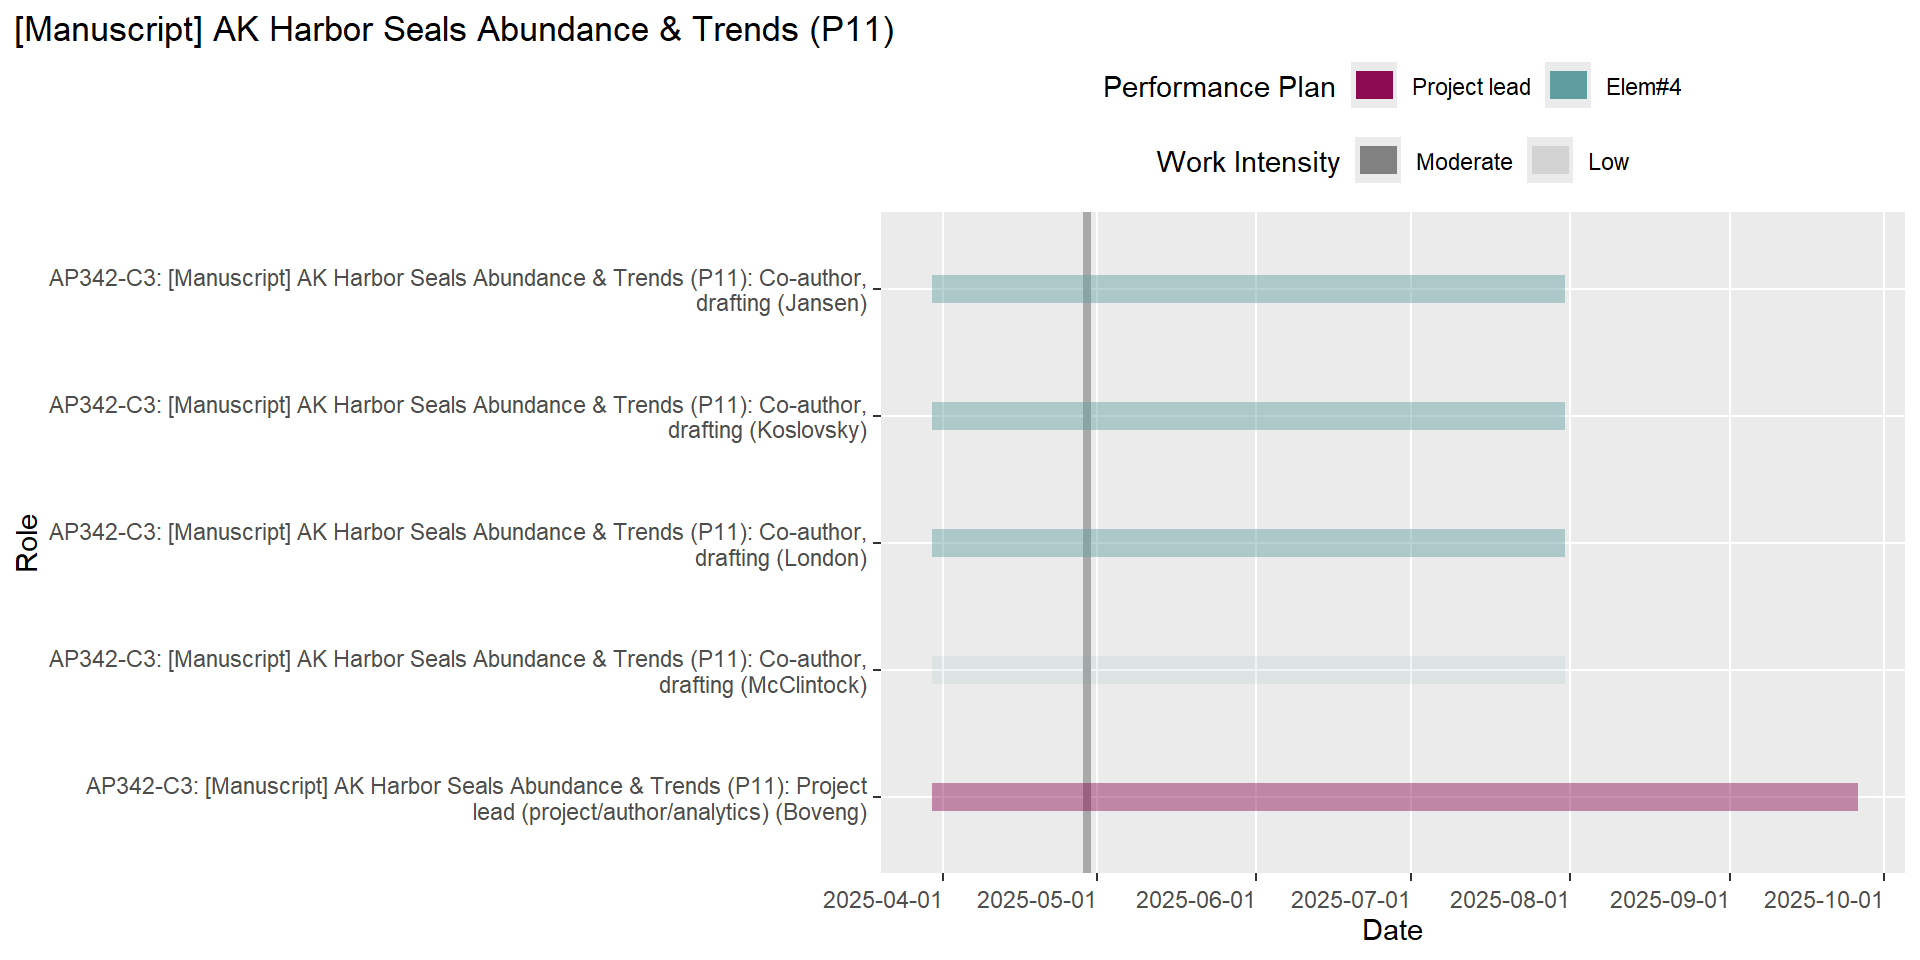 [Manuscript] AK Harbor Seals Abundance & Trends (P11)
Performance Plan Project lead Elem#4
Work Intensity Moderate Low
Role
AP342-C3: [Manuscript] AK Harbor Seals Abundance & Trends (P11): Co-author,
drafting (Jansen)
AP342-C3: [Manuscript] AK Harbor Seals Abundance & Trends (P11): Co-author,
drafting (Koslovsky)
AP342-C3: [Manuscript] AK Harbor Seals Abundance & Trends (P11): Co-author,
drafting (London)
AP342-C3: [Manuscript] AK Harbor Seals Abundance & Trends (P11): Co-author,
drafting (McClintock)
AP342-C3: [Manuscript] AK Harbor Seals Abundance & Trends (P11): Project
lead (project/author/analytics) (Boveng)
2025-04-01 2025-05-01 2025-06-01 2025-07-01 2025-08-01 2025-09-01 2025-10-01
Date